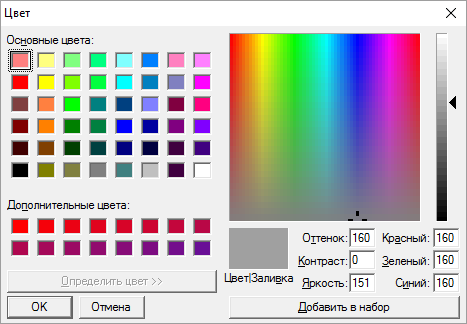 Цвет
Основные цвета:
Дополнительные цвета:
Определить цвет >>
OK
Отмена
Цвет|Заливка
Оттенок: 160
Контраст: 0
Яркость: 151
Красный: 160
Зеленый: 160
Синий: 160
Добавить в набор